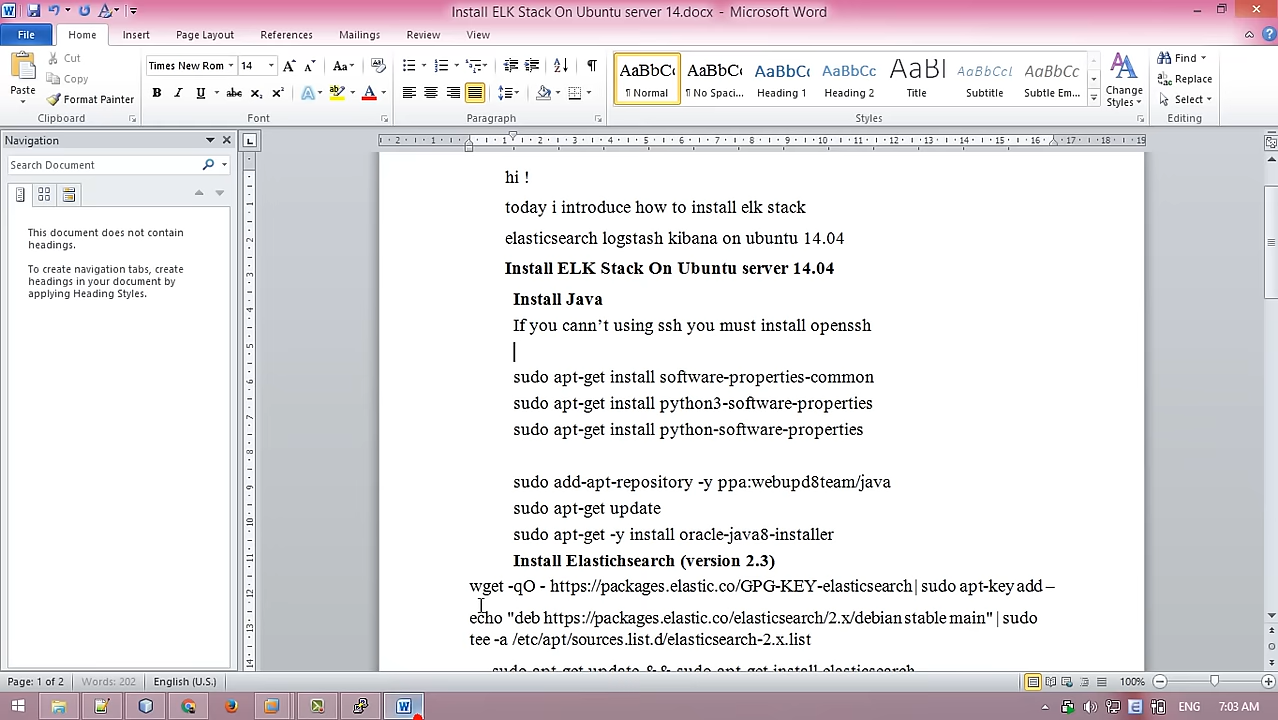 Install ELK Stack On Ubuntu server 14.docx - Microsoft Word
File Home Insert Page Layout References Mailings Review View
Cut
Copy
Format Painter
Paste
Clipboard
Times New Rom 14
Font
Paragraph
AaBbCc AaBbCc AaBbC AaBbCc AaBl AaBbCcl AaBbCc
¶ Normal ¶ No Spaci... Heading 1 Heading 2 Title Subtitle Subtle Em...
Change Styles
Styles
Find
Replace
Select
Editing
Navigation
Search Document
This document does not contain
headings.
To create navigation tabs, create
headings in your document by
applying Heading Styles.
hi !
today i introduce how to install elk stack
elasticsearch logstash kibana on ubuntu 14.04
Install ELK Stack On Ubuntu server 14.04
Install Java
If you cann’t using ssh you must install openssh
sudo apt-get install software-properties-common
sudo apt-get install python3-software-properties
sudo apt-get install python-software-properties
sudo add-apt-repository -y ppa:webupd8team/java
sudo apt-get update
sudo apt-get -y install oracle-java8-installer
Install Elastichsearch (version 2.3)
wget -qO - https://packages.elastic.co/GPG-KEY-elasticsearch | sudo apt-key add –
echo "deb https://packages.elastic.co/elasticsearch/2.x/debian stable main" | sudo
tee -a /etc/apt/sources.list.d/elasticsearch-2.x.list
sudo apt-get update && sudo apt-get install elasticsearch
Page: 1 of 2 Words: 202 English (U.S.) 100%
ENG 7:03 AM